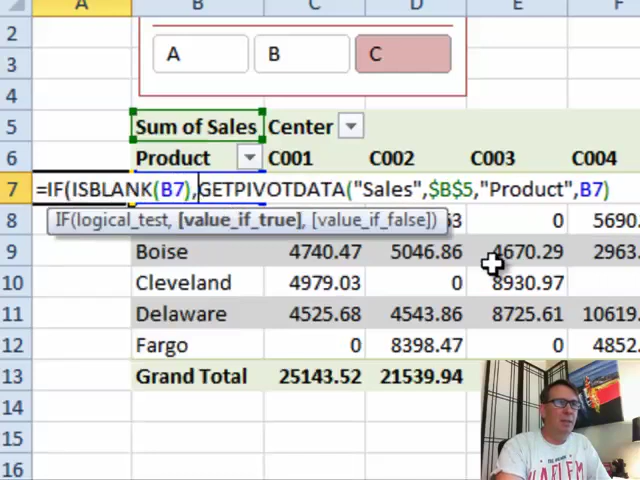 A B C D E F
2
A B C
3
4
5 Sum of Sales Center
6 Product C001 C002 C003 C004
7 =IF(ISBLANK(B7),GETPIVOTDATA("Sales",$B$5,"Product",B7)
IF(logical_test, [value_if_true], [value_if_false])
8 63 0 5690.
9 Boise 4740.47 5046.86 4670.29 2963.
10 Cleveland 4979.03 0 8930.97
11 Delaware 4525.68 4543.86 8725.61 10619.
12 Fargo 0 8398.47 0 4852.
13 Grand Total 25143.52 21539.94
14
15
16
HARLEM